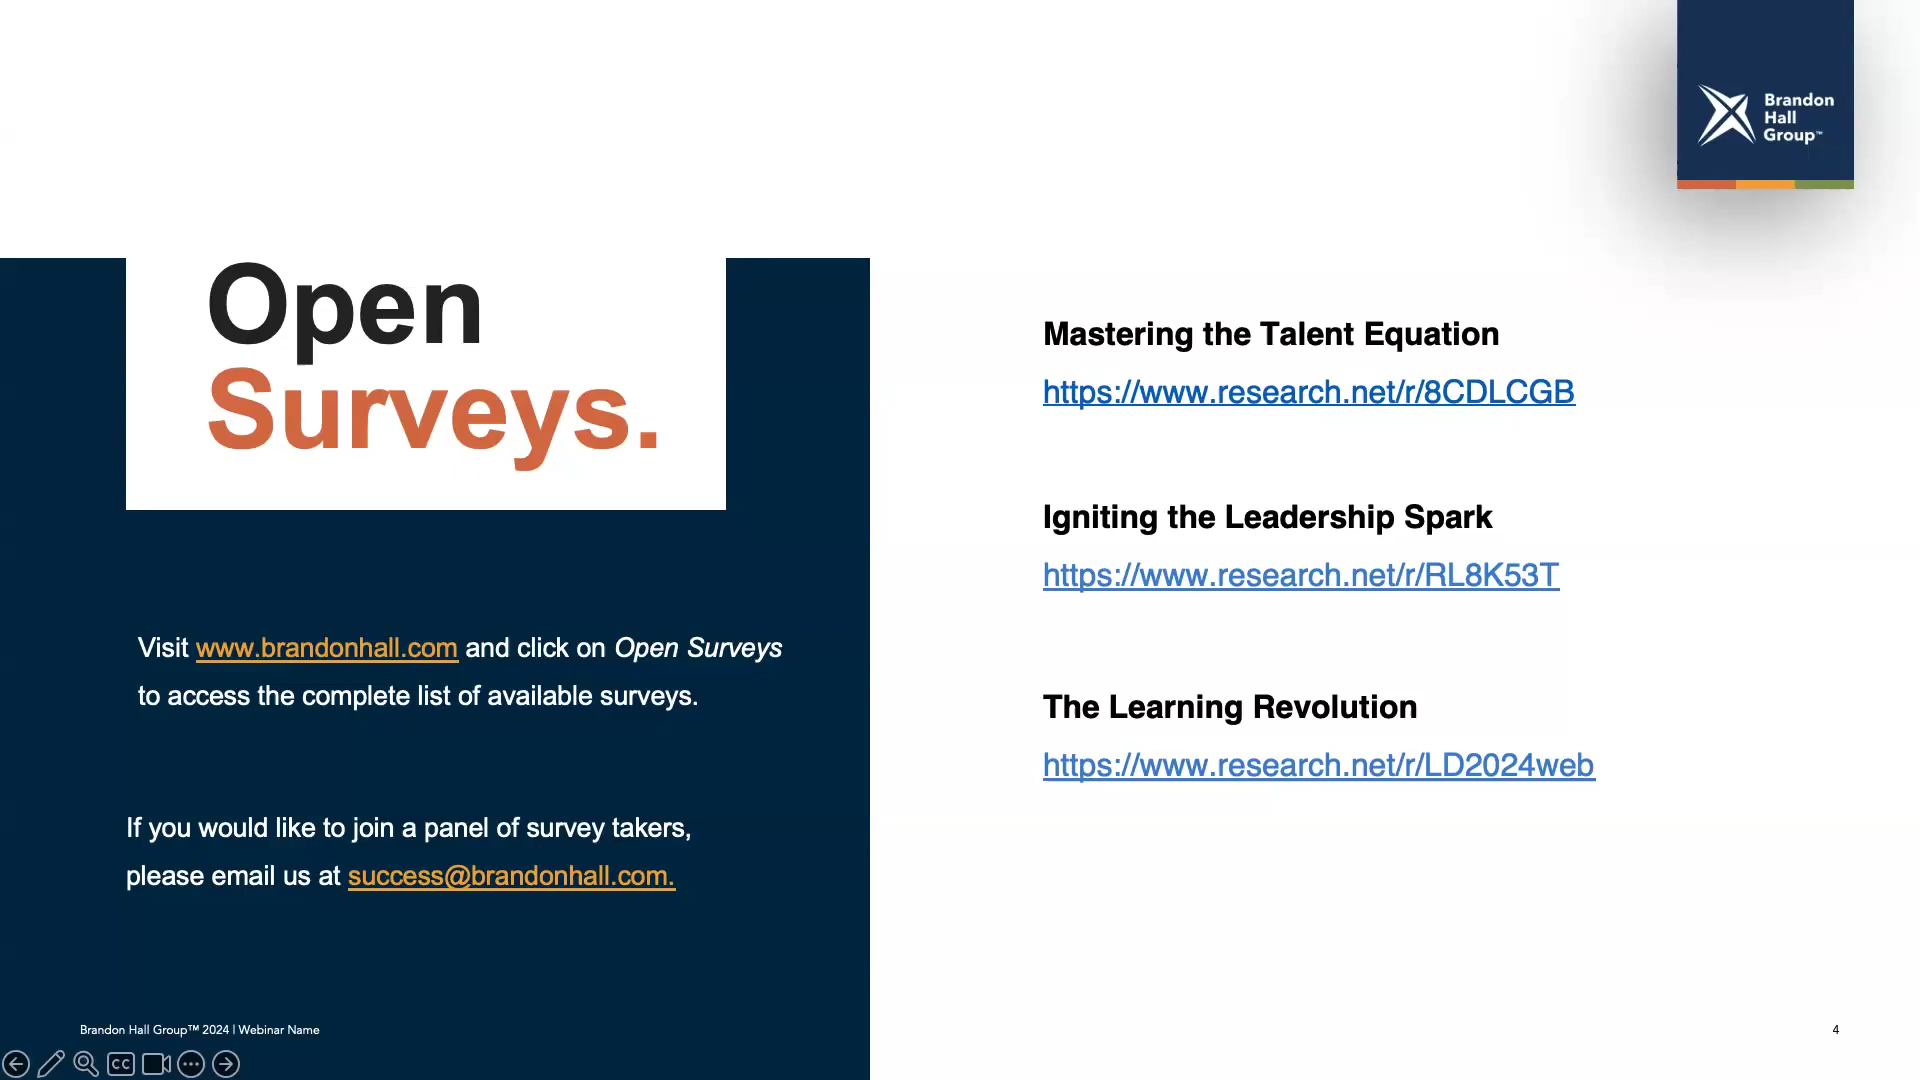 Brandon
Hall
Group™
Open
Surveys.
Visit www.brandonhall.com and click on Open Surveys
to access the complete list of available surveys.
If you would like to join a panel of survey takers,
please email us at success@brandonhall.com.
Mastering the Talent Equation
https://www.research.net/r/8CDLCGB
Igniting the Leadership Spark
https://www.research.net/r/RL8K53T
The Learning Revolution
https://www.research.net/r/LD2024web
Brandon Hall Group™ 2024 | Webinar Name
4
CC